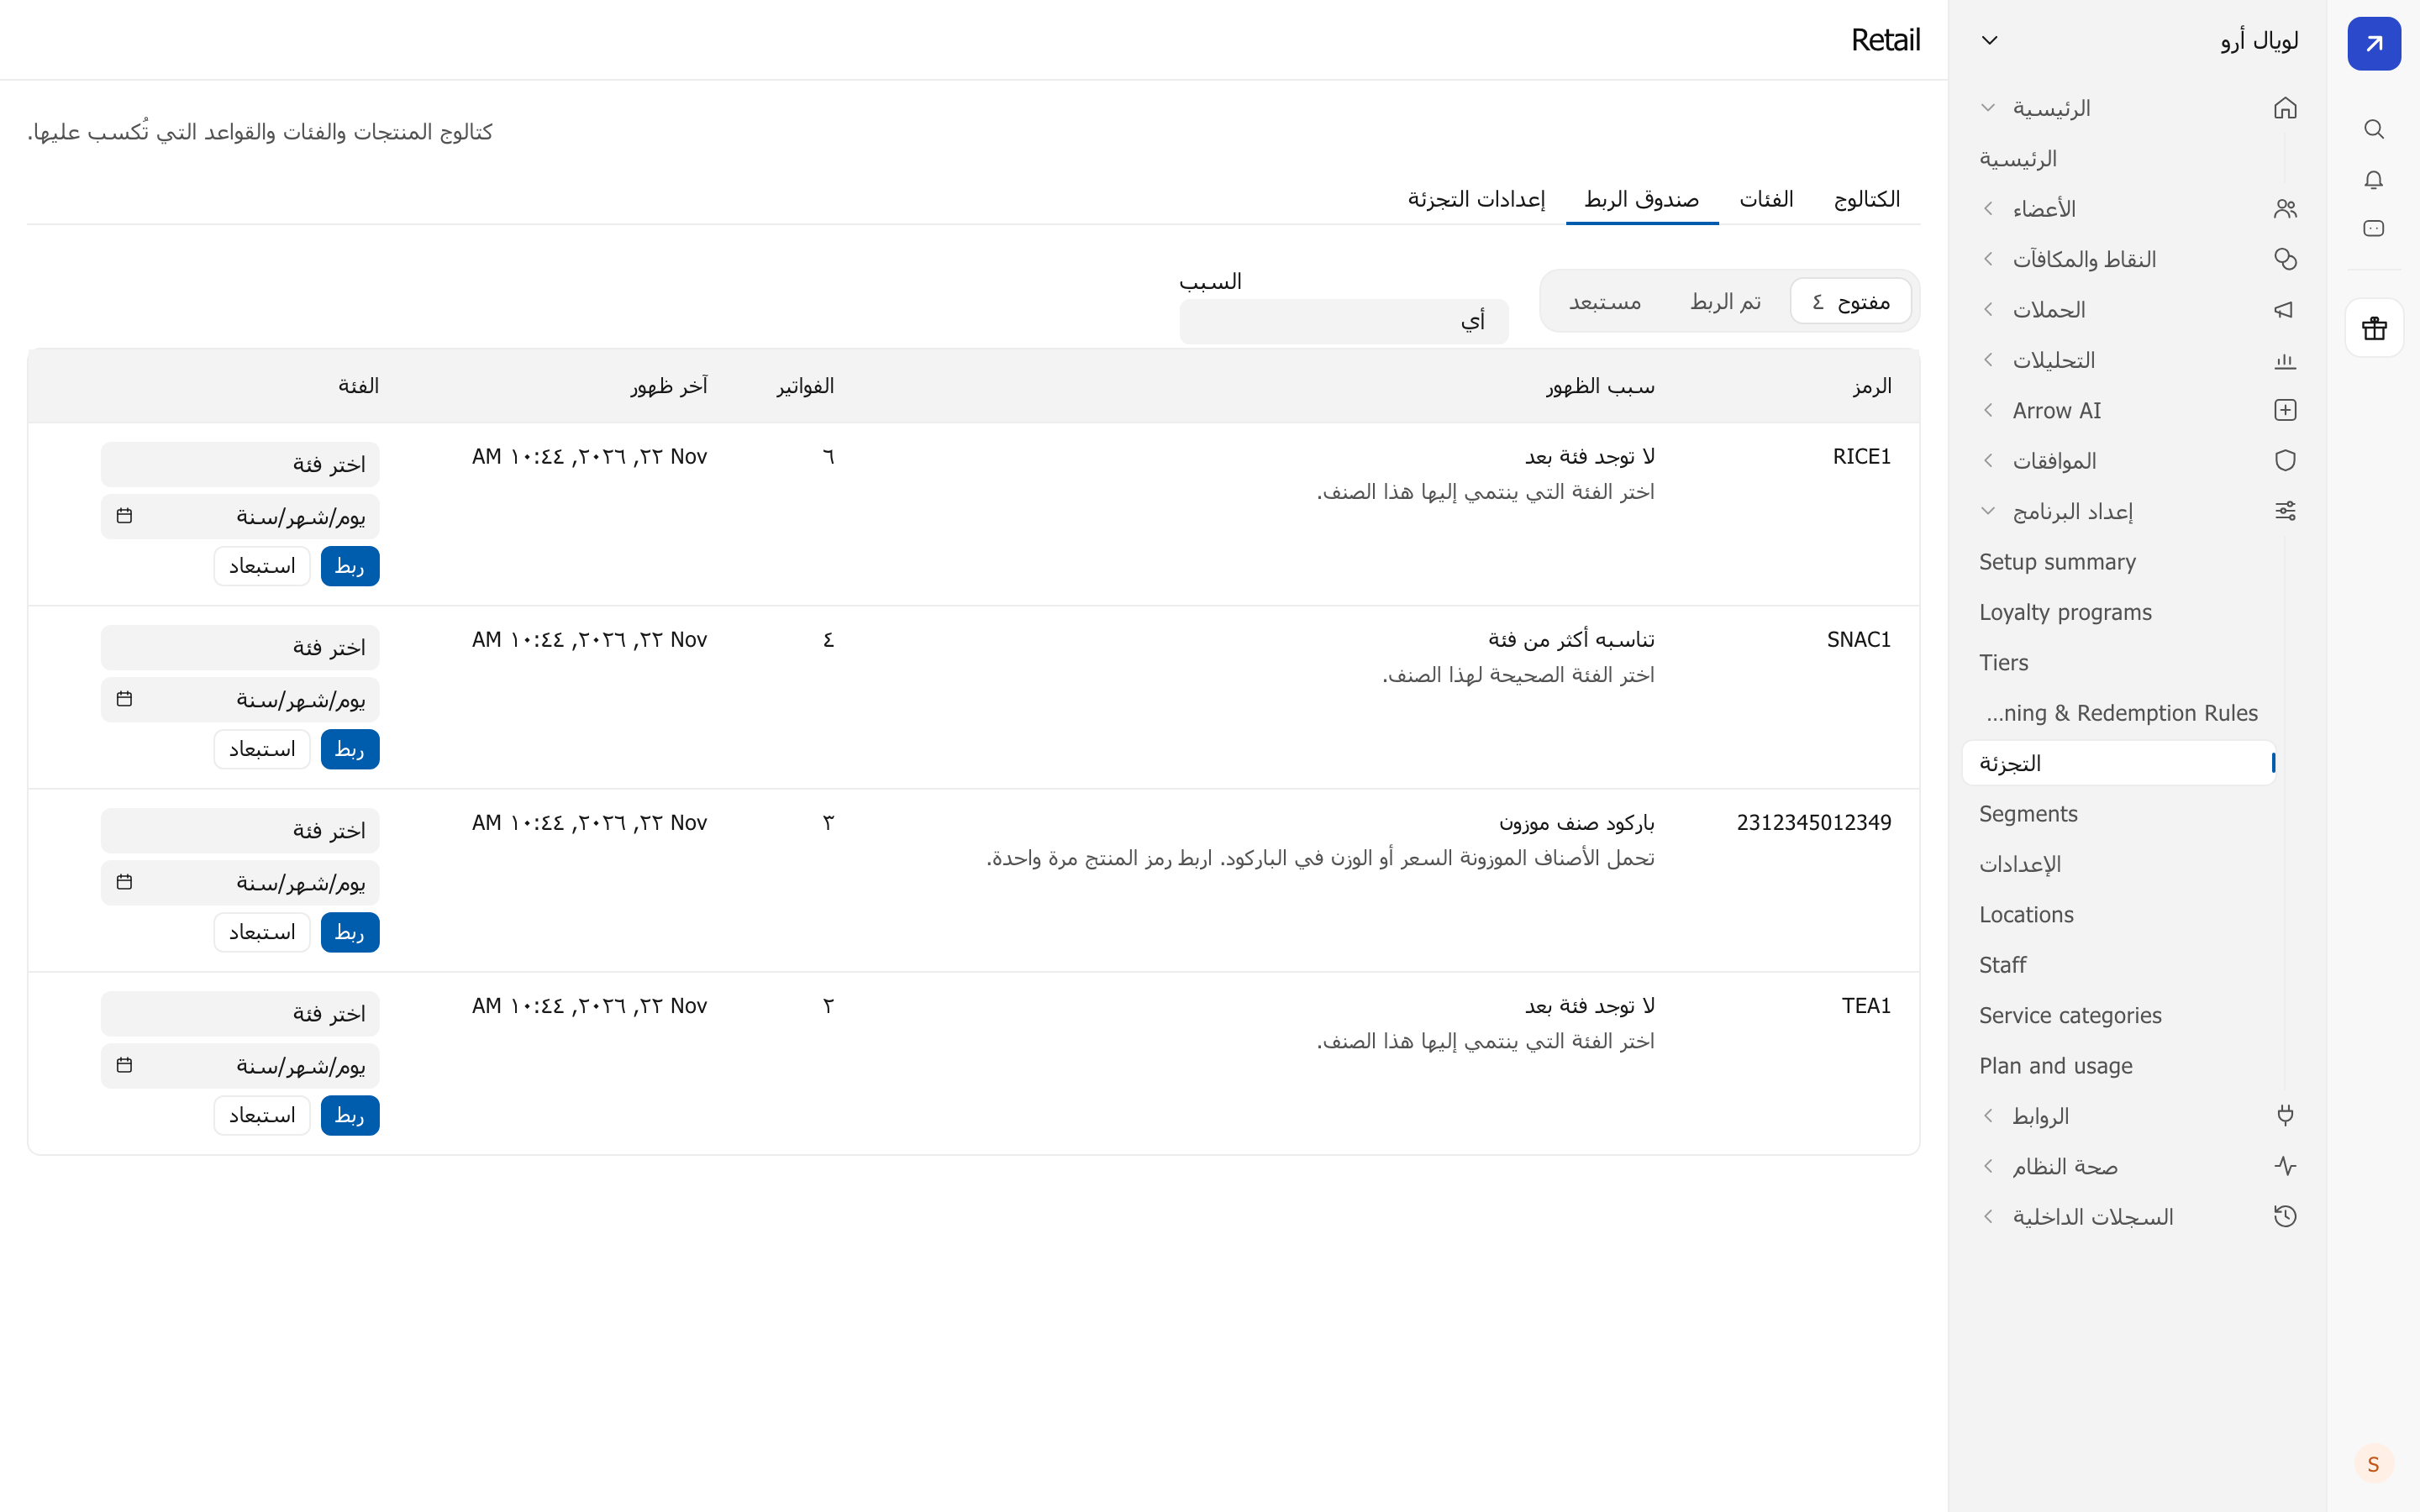 لويال أرو
الرئيسية
الرئيسية
الأعضاء
النقاط والمكافآت
الحملات
التحليلات
Arrow AI
الموافقات
إعداد البرنامج
Setup summary
Loyalty programs
Tiers
...ning & Redemption Rules
التجزئة
Segments
الإعدادات
Locations
Staff
Service categories
Plan and usage
الروابط
صحة النظام
السجلات الداخلية
S
Retail
كتالوج المنتجات والفئات والقواعد التي تُكسب عليها.
الكتالوج الفئات صندوق الربط إعدادات التجزئة
مفتوح ٤ تم الربط مستبعد
السبب
أي
الرمز سبب الظهور الفواتير آخر ظهور الفئة
RICE1 لا توجد فئة بعد ٦ Nov ٢٢, ٢٠٢٦, ١٠:٤٤ AM اختر فئة
اختر الفئة التي ينتمي إليها هذا الصنف.
يوم/شهر/سنة
ربط استبعاد
SNAC1 تناسبه أكثر من فئة ٤ Nov ٢٢, ٢٠٢٦, ١٠:٤٤ AM اختر فئة
اختر الفئة الصحيحة لهذا الصنف.
يوم/شهر/سنة
ربط استبعاد
2312345012349 باركود صنف موزون ٣ Nov ٢٢, ٢٠٢٦, ١٠:٤٤ AM اختر فئة
تحمل الأصناف الموزونة السعر أو الوزن في الباركود. اربط رمز المنتج مرة واحدة.
يوم/شهر/سنة
ربط استبعاد
TEA1 لا توجد فئة بعد ٢ Nov ٢٢, ٢٠٢٦, ١٠:٤٤ AM اختر فئة
اختر الفئة التي ينتمي إليها هذا الصنف.
يوم/شهر/سنة
ربط استبعاد